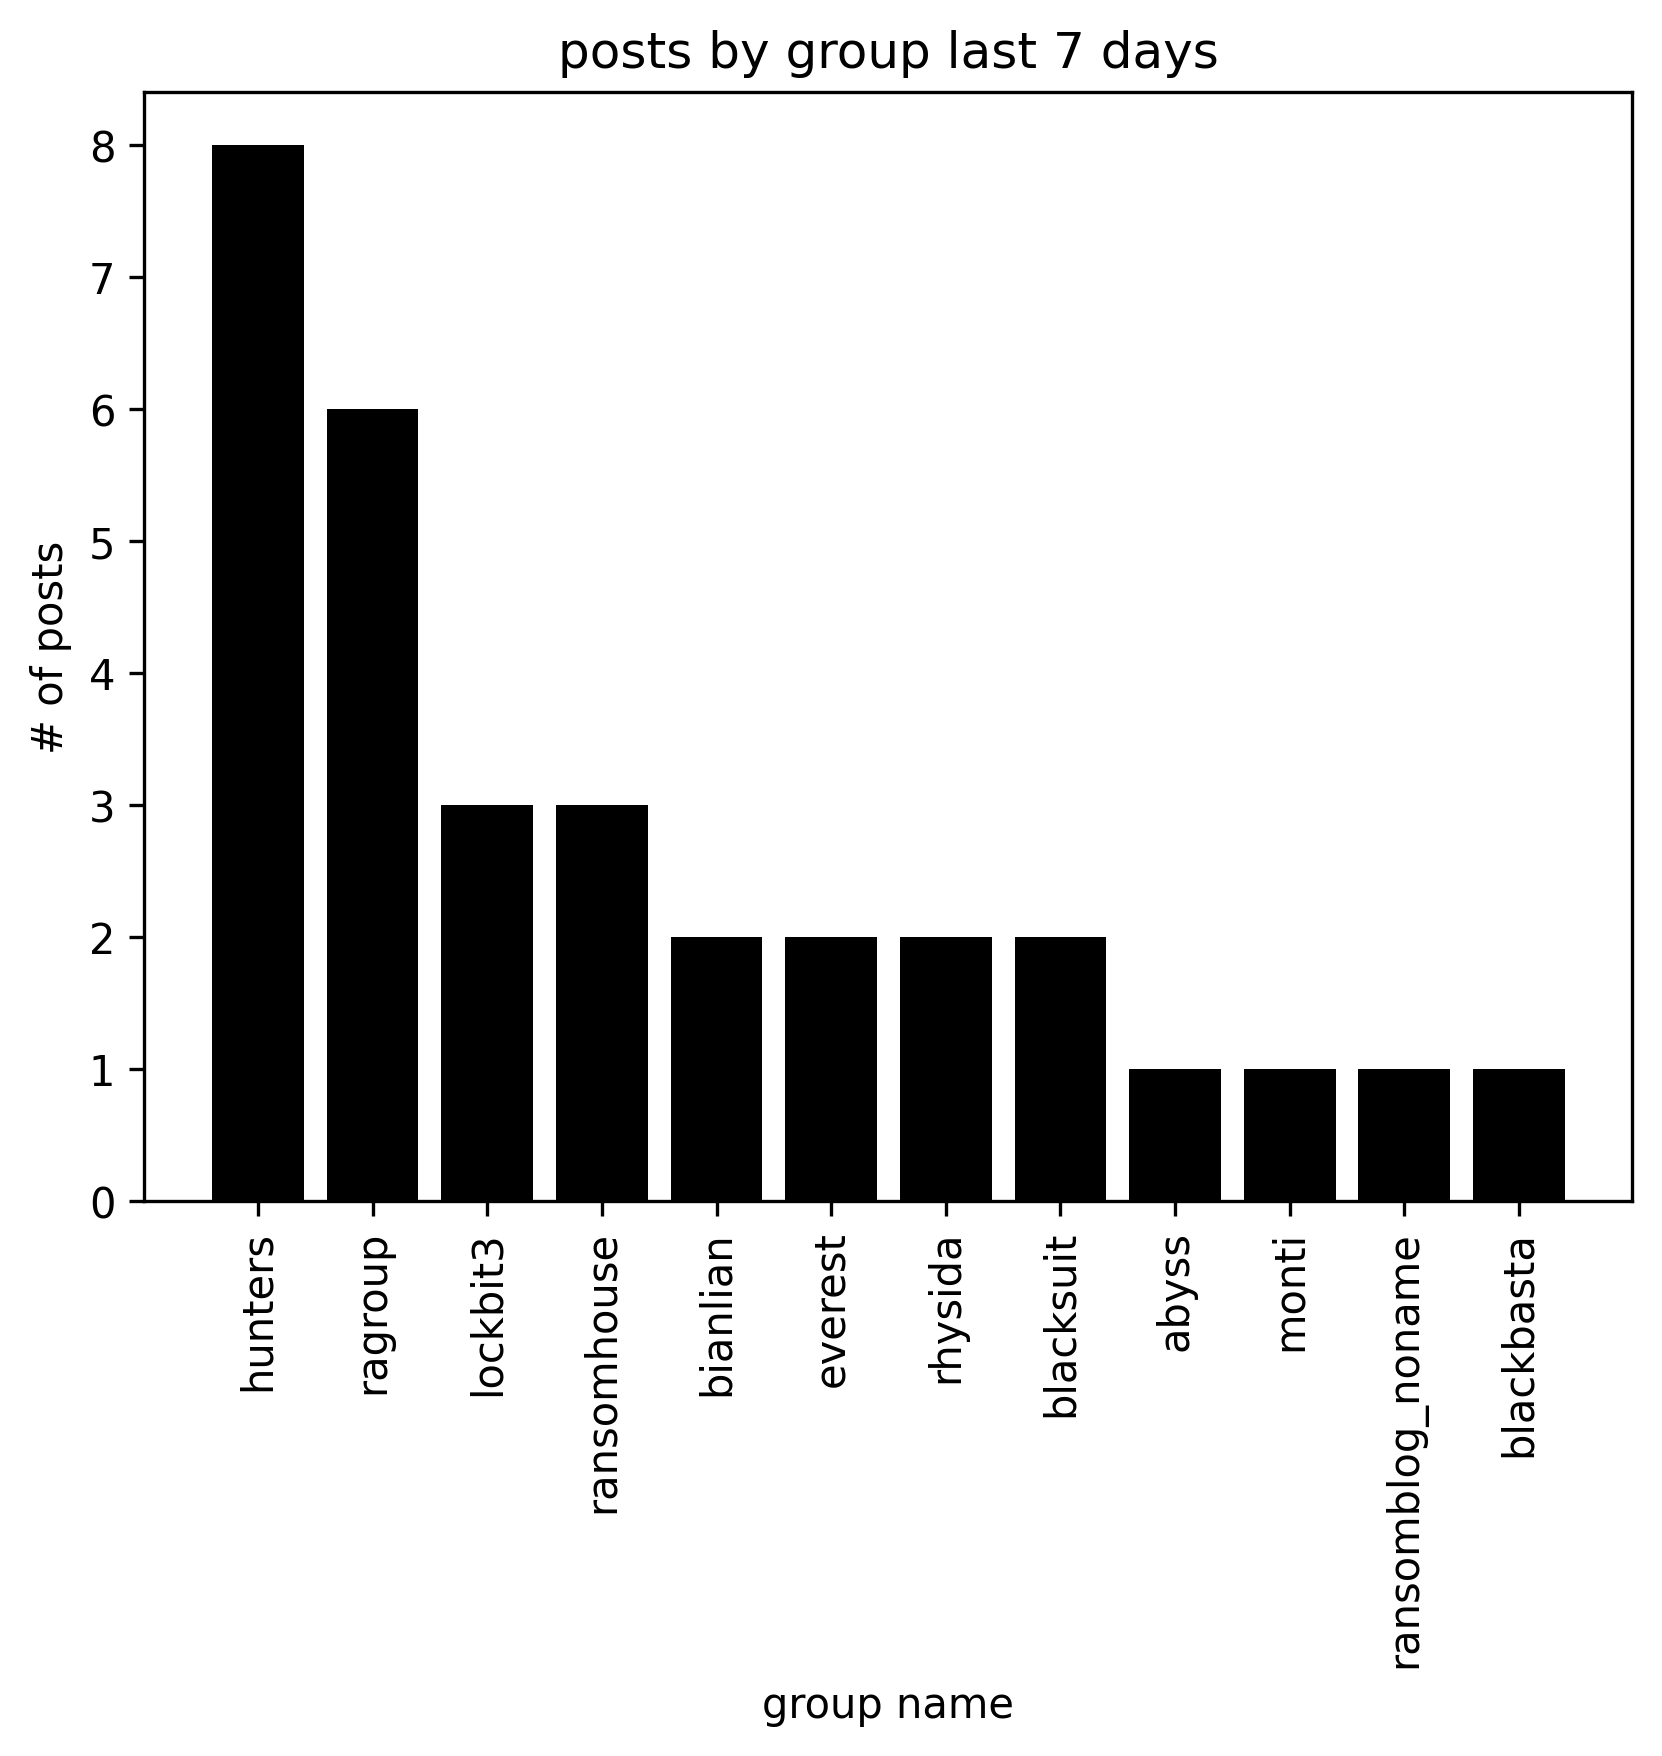 posts by group last 7 days
# of posts
8
7
6
5
4
3
2
1
0
hunters
ragroup
lockbit3
ransomhouse
bianlian
everest
rhysida
blacksuit
abyss
monti
ransomblog_noname
blackbasta
group name